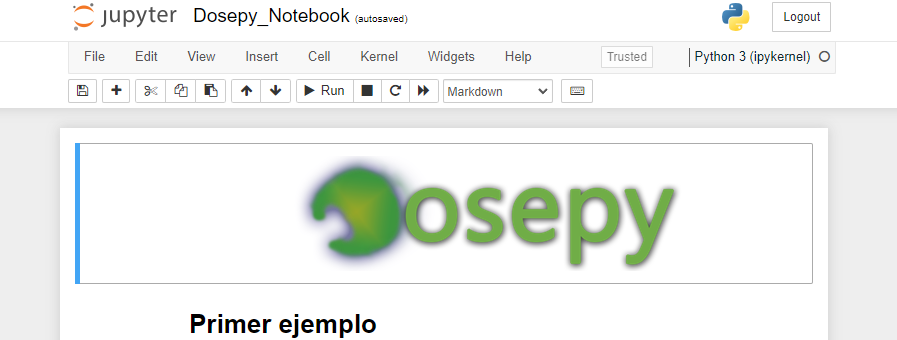 jupyter Dosepy_Notebook (autosaved) Logout
File Edit View Insert Cell Kernel Widgets Help Trusted Python 3 (ipykernel)
Run Markdown
osepy
Primer ejemplo